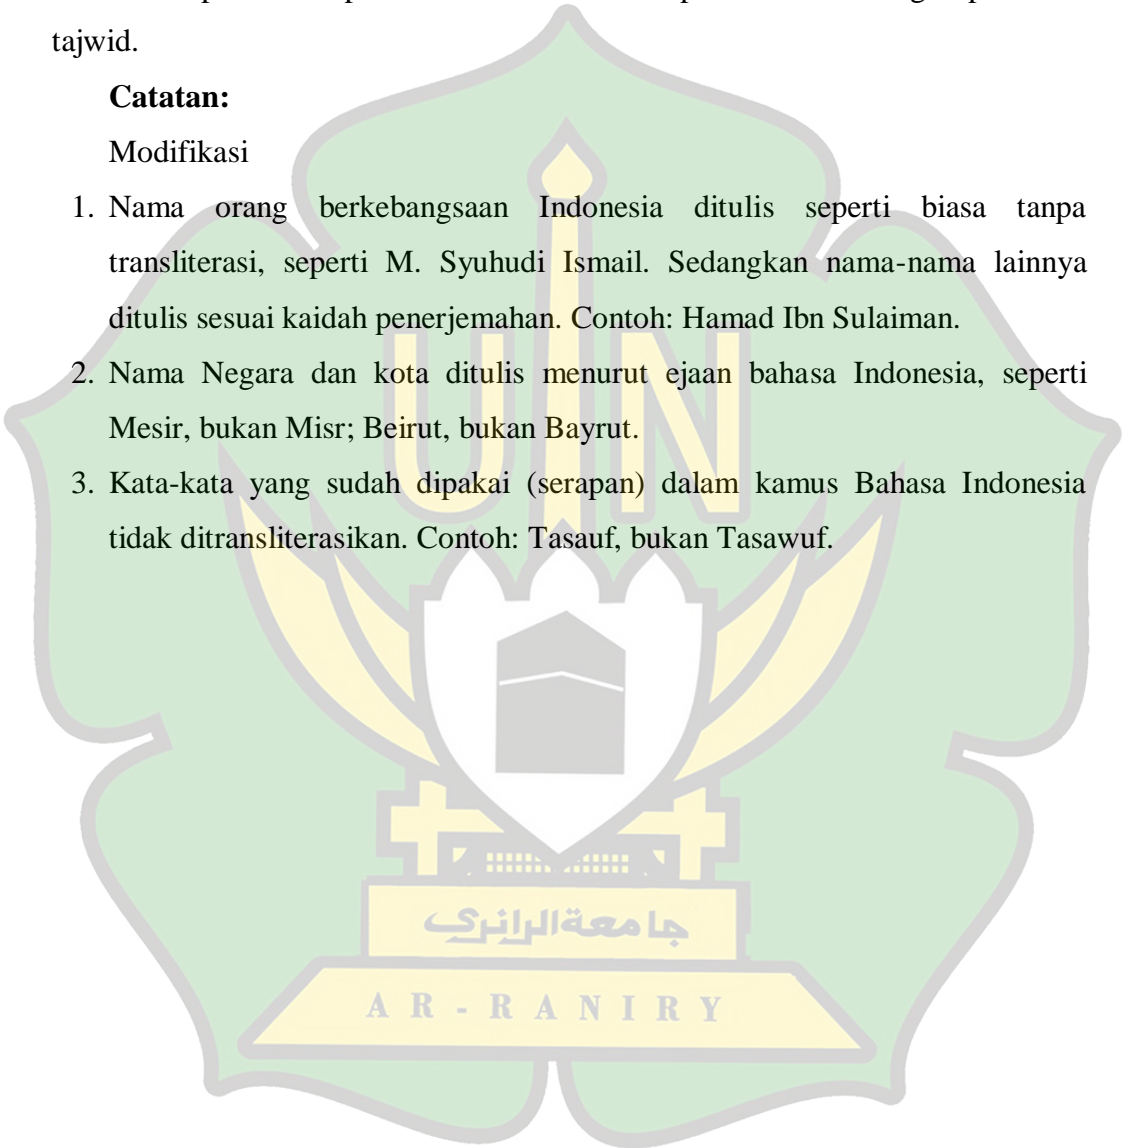 tajwid.
Catatan:
Modifikasi
1. Nama orang berkebangsaan Indonesia ditulis seperti biasa tanpa
transliterasi, seperti M. Syuhudi Ismail. Sedangkan nama-nama lainnya
ditulis sesuai kaidah penerjemahan. Contoh: Hamad Ibn Sulaiman.
2. Nama Negara dan kota ditulis menurut ejaan bahasa Indonesia, seperti
Mesir, bukan Misr; Beirut, bukan Bayrut.
3. Kata-kata yang sudah dipakai (serapan) dalam kamus Bahasa Indonesia
tidak ditransliterasikan. Contoh: Tasauf, bukan Tasawuf.
UIN
جامعة الرانري
AR-RANIRY